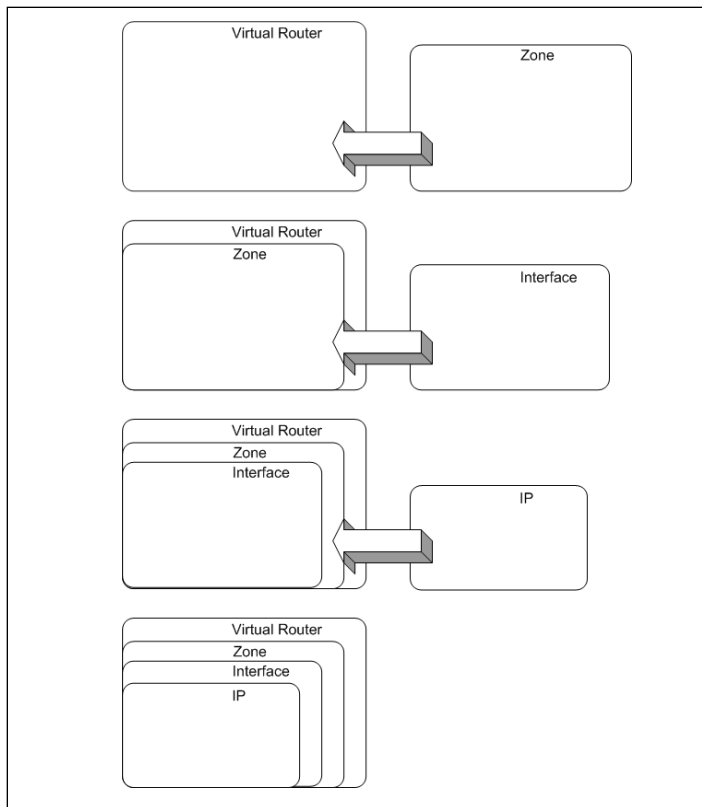 Virtual Router
Zone
Virtual Router
Zone
Interface
Virtual Router
Zone
Interface
IP
Virtual Router
Zone
Interface
IP